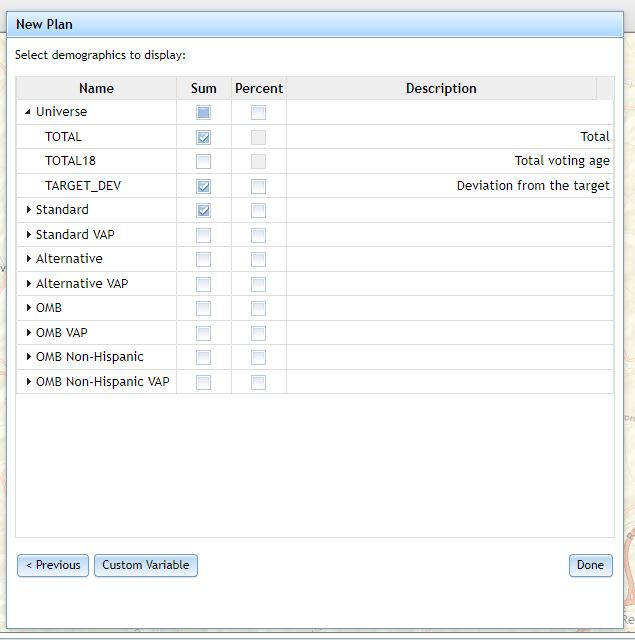 New Plan
Select demographics to display:
Name Sum Percent Description
Universe
TOTAL Total
TOTAL18 Total voting age
TARGET_DEV Deviation from the target
Standard
Standard VAP
Alternative
Alternative VAP
OMB
OMB VAP
OMB Non-Hispanic
OMB Non-Hispanic VAP
< Previous Custom Variable Done